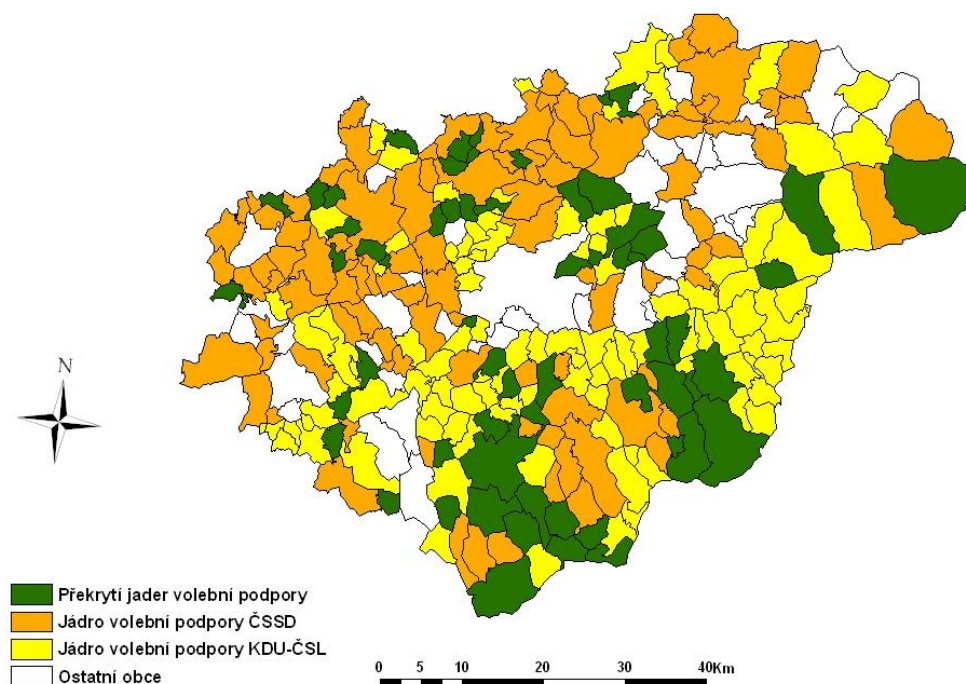 N
Překrytí jader volební podpory
Jádro volební podpory ČSSD
Jádro volební podpory KDU-ČSL
Ostatní obce
0 5 10 20 30 40Km